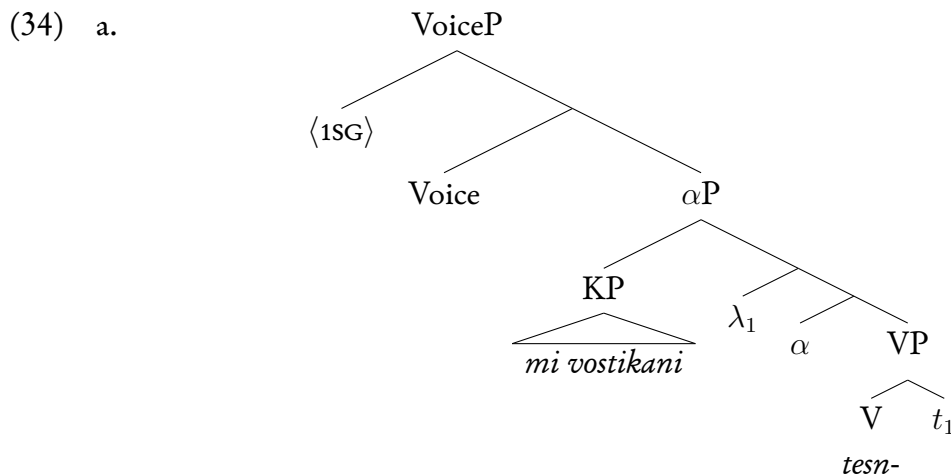 (34) a. VoiceP
⟨1SG⟩
Voice αP
KP λ₁
α VP
mi vostikani
V t₁
tesn-